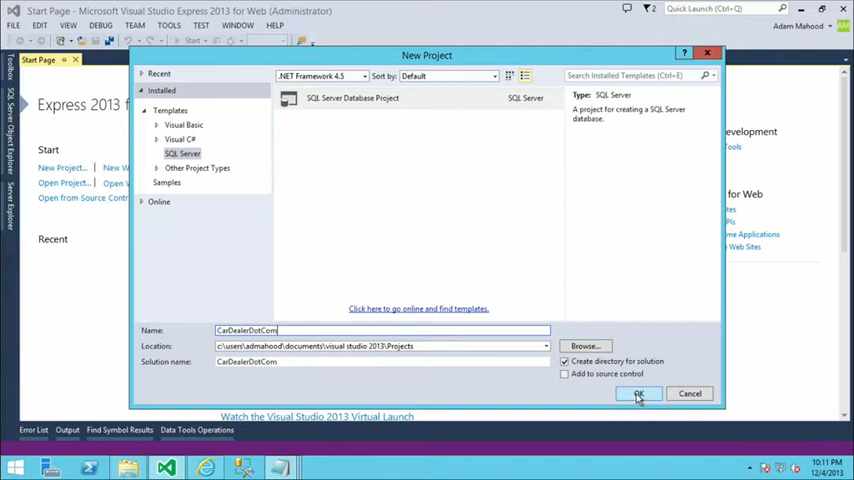 Start Page - Microsoft Visual Studio Express 2013 for Web (Administrator)
2
Quick Launch (Ctrl+Q)
FILE EDIT VIEW DEBUG TEAM TOOLS TEST WINDOW HELP
Adam Mahood AM
Start Page
Toolbox
SQL Server Object Explorer
Server Explorer
Express 2013 for
Start
New Project... New W
Open Project... Open
Open from Source Contr
Recent
New Project
?
Recent
Installed
Templates
Visual Basic
Visual C#
SQL Server
Other Project Types
Samples
Online
.NET Framework 4.5 Sort by: Default
Search Installed Templates (Ctrl+E)
SQL Server Database Project SQL Server
Type: SQL Server
A project for creating a SQL Server
database.
Click here to go online and find templates.
Name: CarDealerDotCom
Location: c:\users\admahood\documents\visual studio 2013\Projects Browse...
Solution name: CarDealerDotCom
Create directory for solution
Add to source control
OK Cancel
velopment
Tools
for Web
Applications
Web Sites
Watch the Visual Studio 2013 Virtual Launch
Error List Output Find Symbol Results Data Tools Operations
10:11 PM
12/4/2013